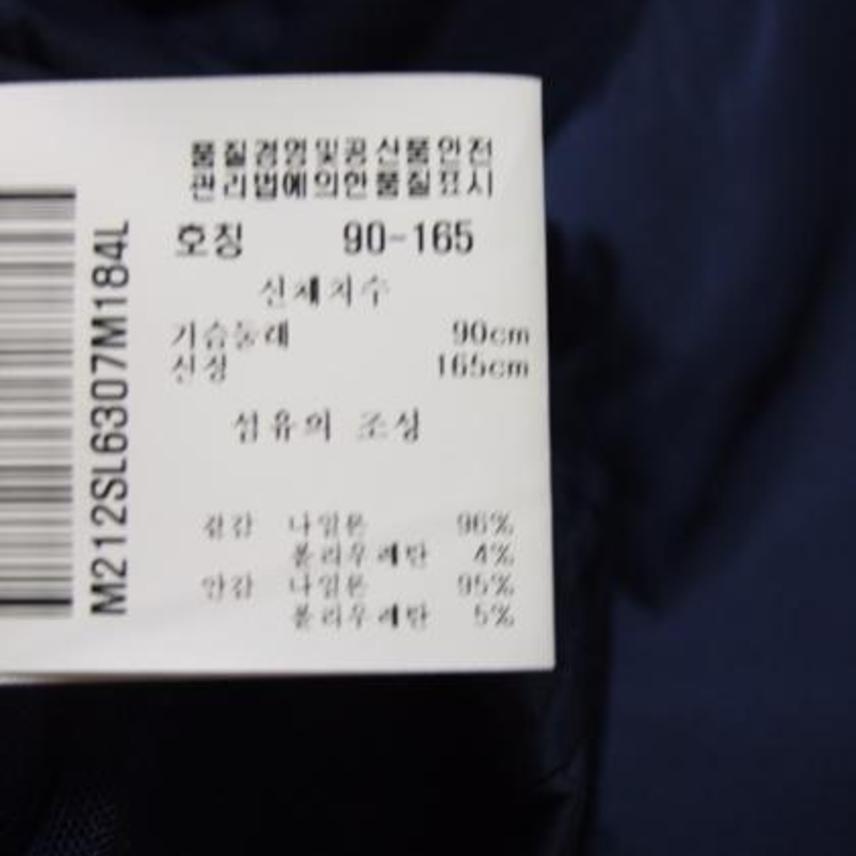 품질경영및공산품안전
관리법에의한품질표시
호칭 90-165
신체치수
가슴둘레 90cm
신장 165cm
섬유의 조성
겉감 나일론 96%
폴리우레탄 4%
안감 나일론 95%
폴리우레탄 5%
M212SL6307M184L